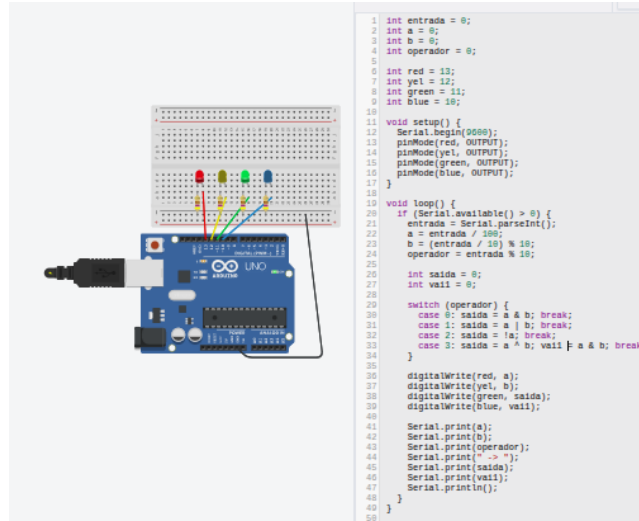 UNO
ARDUINO
1 int entrada = 0;
2 int a = 0;
3 int b = 0;
4 int operador = 0;
5
6 int red = 13;
7 int yel = 12;
8 int green = 11;
9 int blue = 10;
10
11 void setup() {
12 Serial.begin(9600);
13 pinMode(red, OUTPUT);
14 pinMode(yel, OUTPUT);
15 pinMode(green, OUTPUT);
16 pinMode(blue, OUTPUT);
17 }
18
19 void loop() {
20 if (Serial.available() > 0) {
21 entrada = Serial.parseInt();
22 a = entrada / 100;
23 b = (entrada / 10) % 10;
24 operador = entrada % 10;
25
26 int saida = 0;
27 int vai1 = 0;
28
29 switch (operador) {
30 case 0: saida = a & b; break;
31 case 1: saida = a | b; break;
32 case 2: saida = !a; break;
33 case 3: saida = a ^ b; vai1 = a & b; break
34 }
35
36 digitalWrite(red, a);
37 digitalWrite(yel, b);
38 digitalWrite(green, saida);
39 digitalWrite(blue, vai1);
40
41 Serial.print(a);
42 Serial.print(b);
43 Serial.print(operador);
44 Serial.print(" -> ");
45 Serial.print(saida);
46 Serial.print(vai1);
47 Serial.println();
48 }
49 }
50